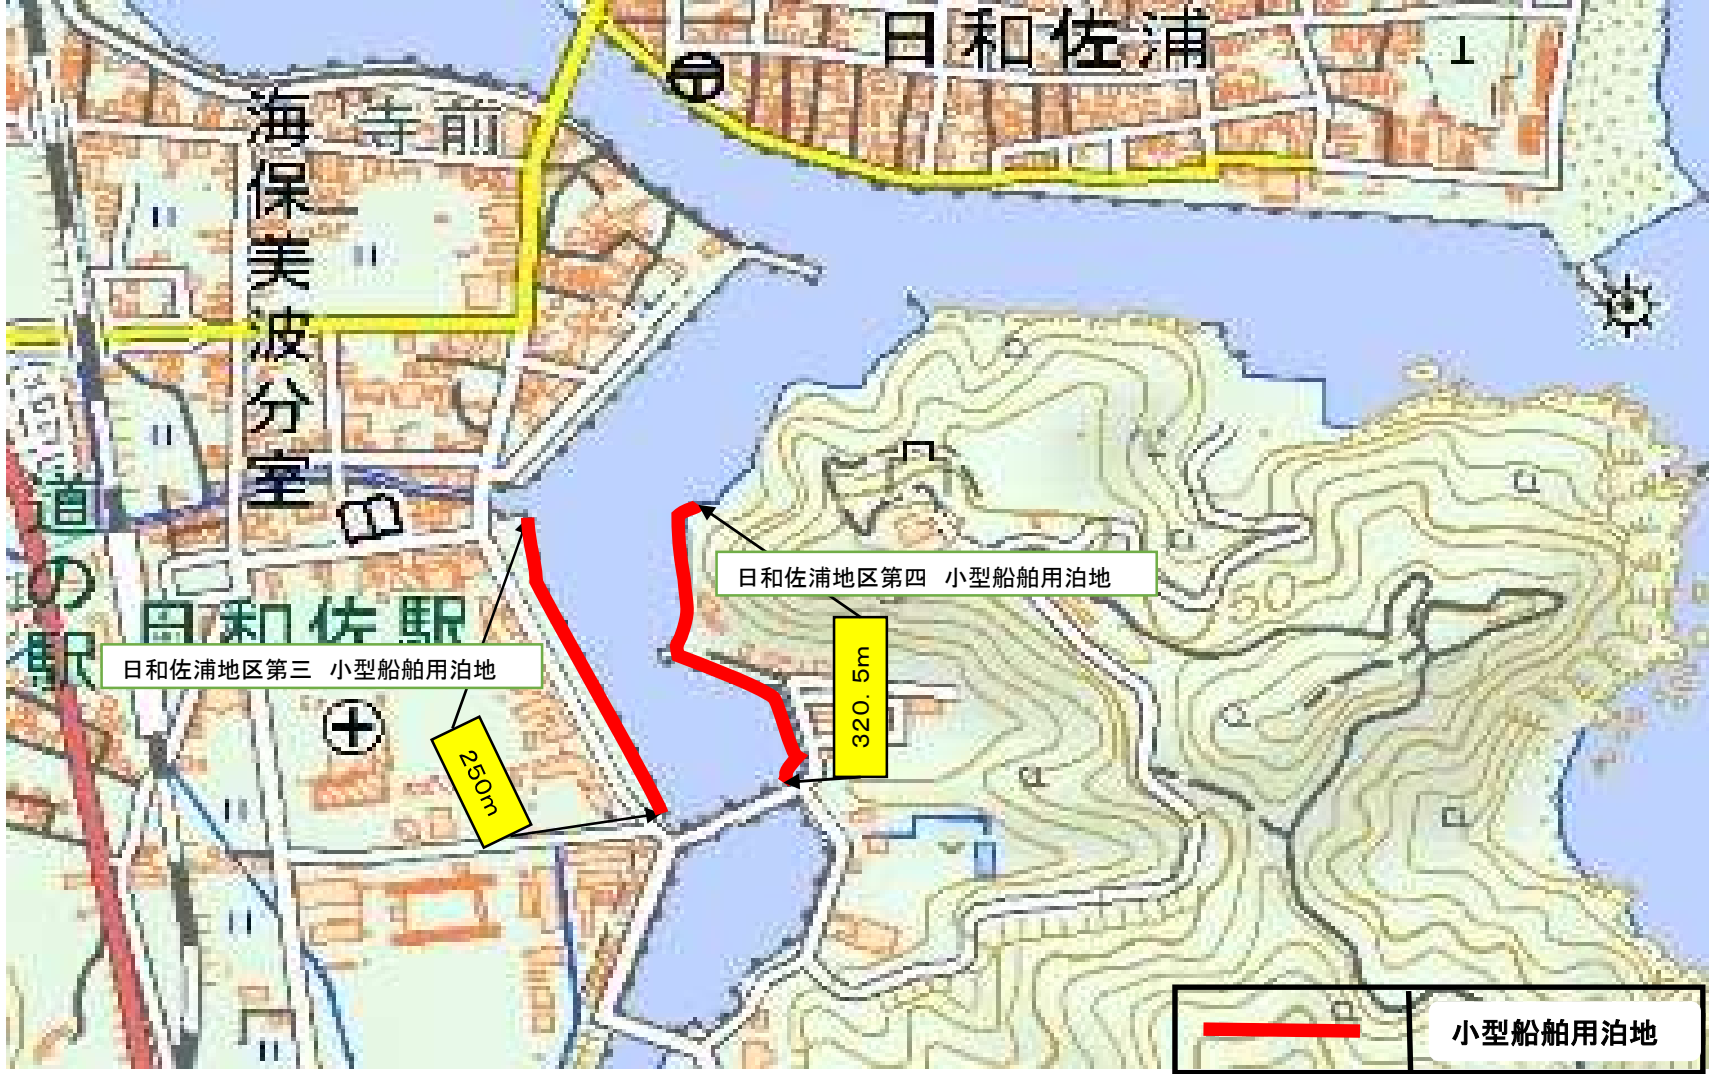 日和佐浦
寺前
海保美波分室
日和佐浦地区第四　小型船舶用泊地
道の駅
日和佐駅
日和佐浦地区第三　小型船舶用泊地
320.5m
250m
小型船舶用泊地